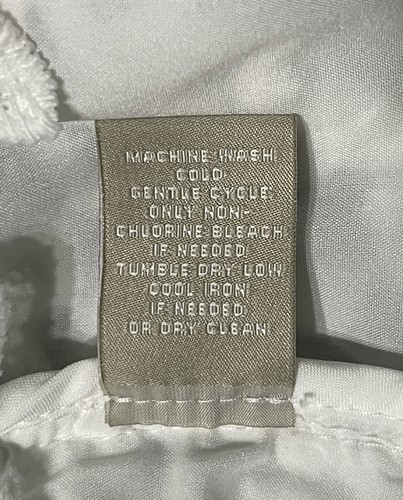 MACHINE WASH
COLD
GENTLE CYCLE
ONLY NON-
CHLORINE BLEACH
IF NEEDED
TUMBLE DRY LOW
COOL IRON
IF NEEDED
OR DRY CLEAN